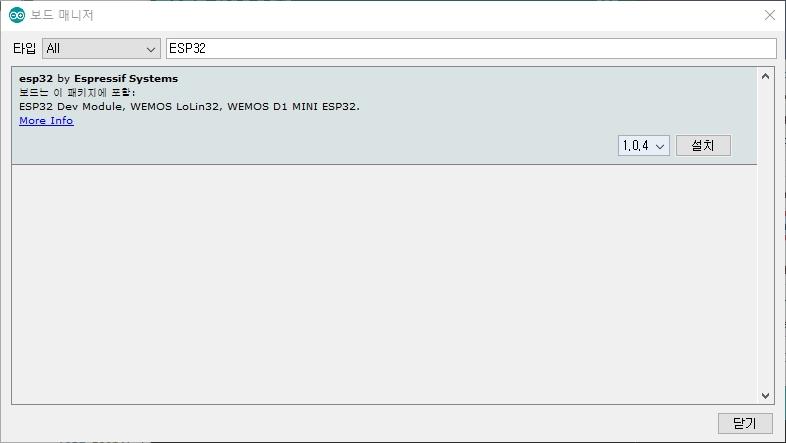 보드 매니저
타입 All ESP32
esp32 by Espressif Systems
보드는 이 패키지에 포함:
ESP32 Dev Module, WEMOS LoLin32, WEMOS D1 MINI ESP32.
More Info
1.0.4 설치
닫기